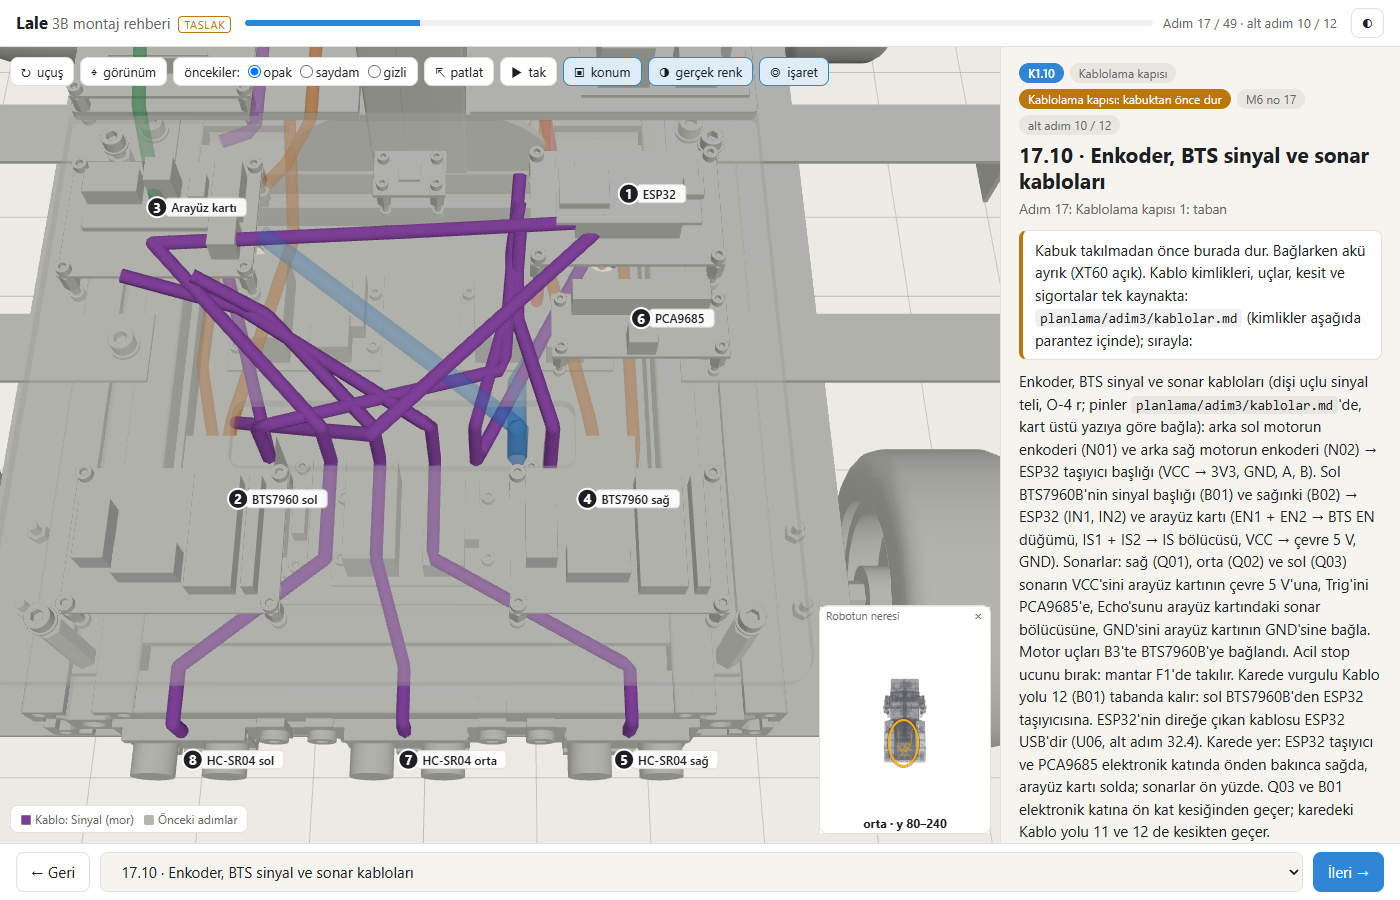 Lale 3B montaj rehberi TASLAK
Adım 17 / 49 · alt adım 10 / 12
↻ uçuş
⌖ görünüm
öncekiler: opak saydam gizli
⇱ patlat
▶ tak
▣ konum
◑ gerçek renk
◎ işaret
3 Arayüz kartı
1 ESP32
6 PCA9685
2 BTS7960 sol
4 BTS7960 sağ
8 HC-SR04 sol
7 HC-SR04 orta
5 HC-SR04 sağ
Kablo: Sinyal (mor) Önceki adımlar
Robotun neresi ×
orta · y 80–240
K1.10 Kablolama kapısı
Kablolama kapısı: kabuktan önce dur M6 no 17
alt adım 10 / 12
17.10 · Enkoder, BTS sinyal ve sonar
kabloları
Adım 17: Kablolama kapısı 1: taban
Kabuk takılmadan önce burada dur. Bağlarken akü
ayrık (XT60 açık). Kablo kimlikleri, uçlar, kesit ve
sigortalar tek kaynakta:
planlama/adim3/kablolar.md (kimlikler aşağıda
parantez içinde); sırayla:
Enkoder, BTS sinyal ve sonar kabloları (dişi uçlu sinyal
teli, O-4 r; pinler planlama/adim3/kablolar.md'de,
kart üstü yazıya göre bağla): arka sol motorun
enkoderi (N01) ve arka sağ motorun enkoderi (N02) →
ESP32 taşıyıcı başlığı (VCC → 3V3, GND, A, B). Sol
BTS7960B'nin sinyal başlığı (B01) ve sağınki (B02) →
ESP32 (IN1, IN2) ve arayüz kartı (EN1 + EN2 → BTS EN
düğümü, IS1 + IS2 → IS bölücüsü, VCC → çevre 5 V,
GND). Sonarlar: sağ (Q01), orta (Q02) ve sol (Q03)
sonarın VCC'sini arayüz kartının çevre 5 V'una, Trig'ini
PCA9685'e, Echo'sunu arayüz kartındaki sonar
bölücüsüne, GND'sini arayüz kartının GND'sine bağla.
Motor uçları B3'te BTS7960B'ye bağlandı. Acil stop
ucunu bırak: mantar F1'de takılır. Karede vurgulu Kablo
yolu 12 (B01) tabanda kalır: sol BTS7960B'den ESP32
taşıyıcısına. ESP32'nin direğe çıkan kablosu ESP32
USB'dir (U06, alt adım 32.4). Karede yer: ESP32 taşıyıcı
ve PCA9685 elektronik katında önden bakınca sağda,
arayüz kartı solda; sonarlar ön yüzde. Q03 ve B01
elektronik katına ön kat kesiğinden geçer; karedeki
Kablo yolu 11 ve 12 de kesikten geçer.
← Geri
17.10 · Enkoder, BTS sinyal ve sonar kabloları
İleri →